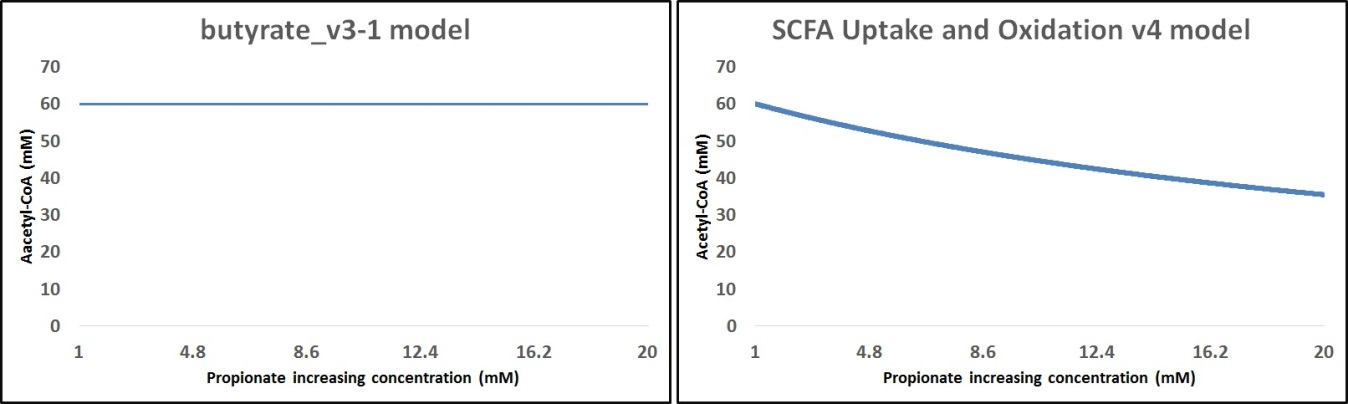 butyrate_v3-1 model
70
60
50
40
30
20
10
0
Aacetyl-CoA (mM)
1 4.8 8.6 12.4 16.2 20
Propionate increasing concentration (mM)
SCFA Uptake and Oxidation v4 model
70
60
50
40
30
20
10
0
Acetyl-CoA (mM)
1 4.8 8.6 12.4 16.2 20
Propionate increasing concentration (mM)